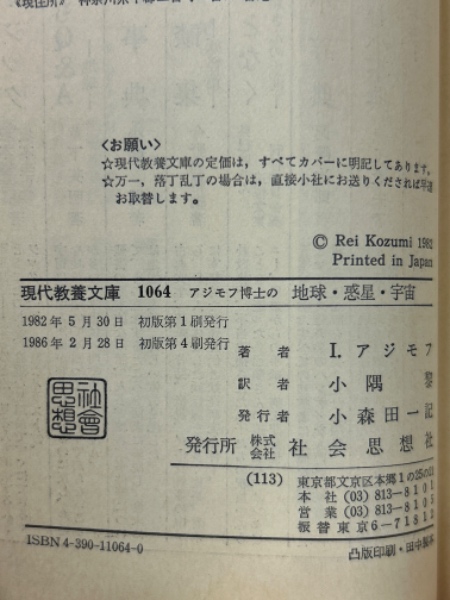 〈お願い〉
☆現代教養文庫の定価は，すべてカバーに明記してあります。
☆万一，落丁乱丁の場合は，直接小社にお送りくだされば早速
お取替します。
© Rei Kozumi 1982
Printed in Japan
現代教養文庫 1064 アジモフ博士の 地球・惑星・宇宙
1982年5月30日 初版第1刷発行
1986年2月28日 初版第4刷発行
著者 I. アジモフ
訳者 小隅黎
発行者 小森田一記
発行所 株式会社 社会思想社
社會思想
(113) 東京都文京区本郷1の25の21
本社 (03) 813―8101
営業 (03) 813―8105
振替東京6―71812
ISBN 4-390-11064-0
凸版印刷・田中製本